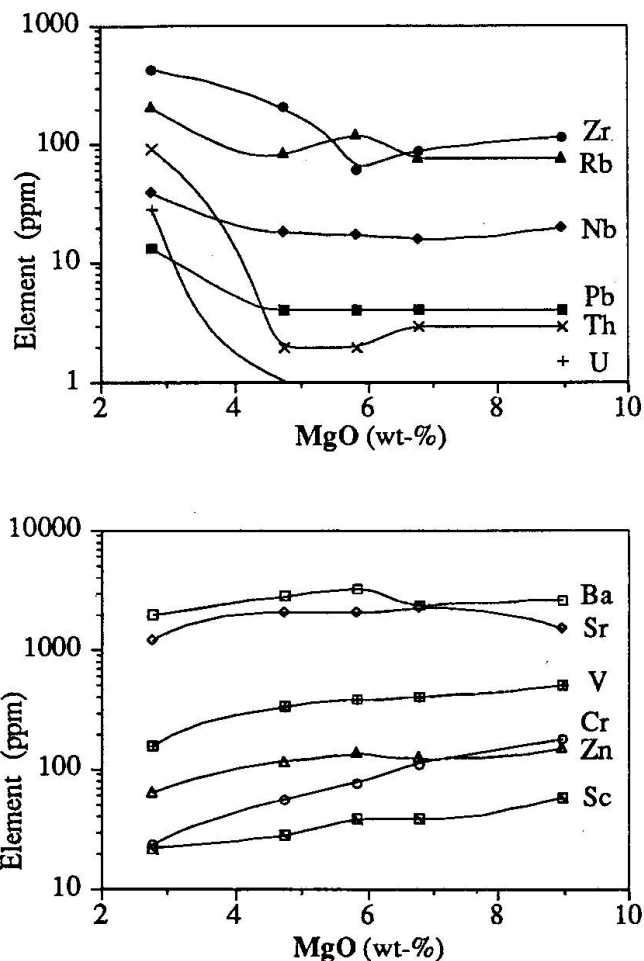 1000
100
10
1
Element (ppm)
Zr
Rb
Nb
Pb
Th
U
2
4
6
8
10
MgO (wt-%)
10000
1000
100
10
Element (ppm)
Ba
Sr
V
Cr
Zn
Sc
2
4
6
8
10
MgO (wt-%)